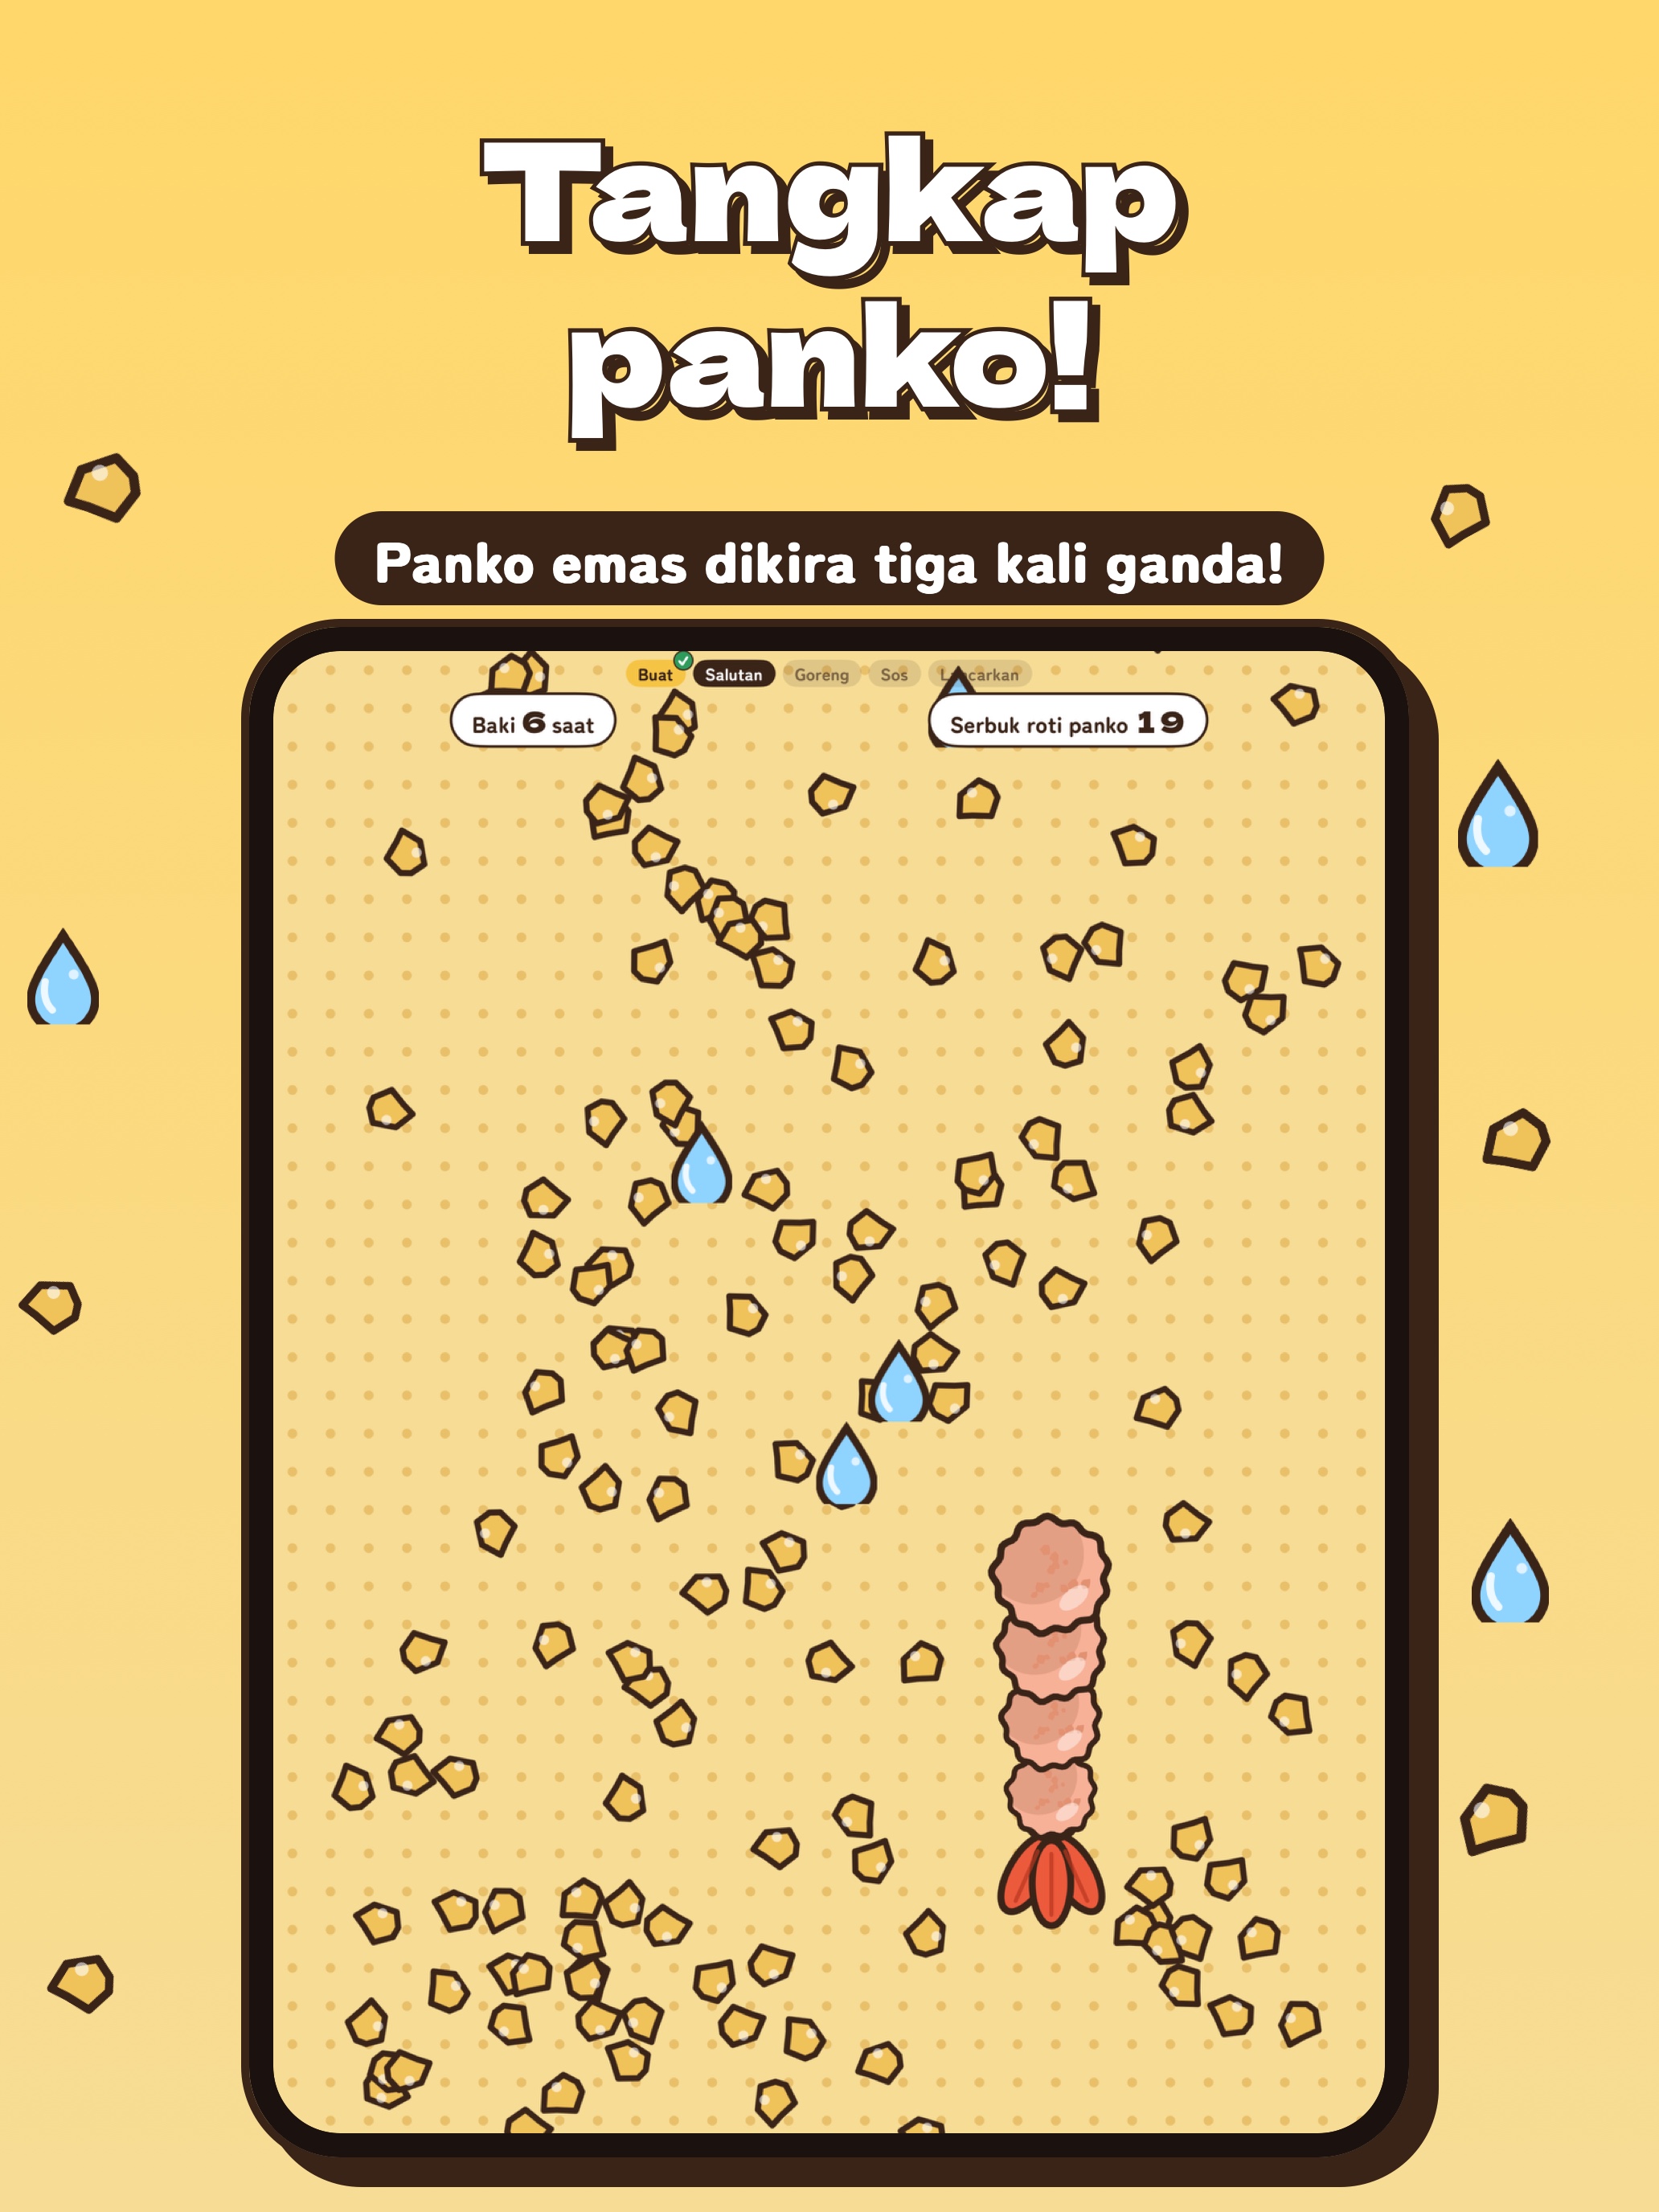 Tangkap
panko!
Panko emas dikira tiga kali ganda!
Buat Salutan Goreng Sos Lancarkan
Baki 6 saat
Serbuk roti panko 19